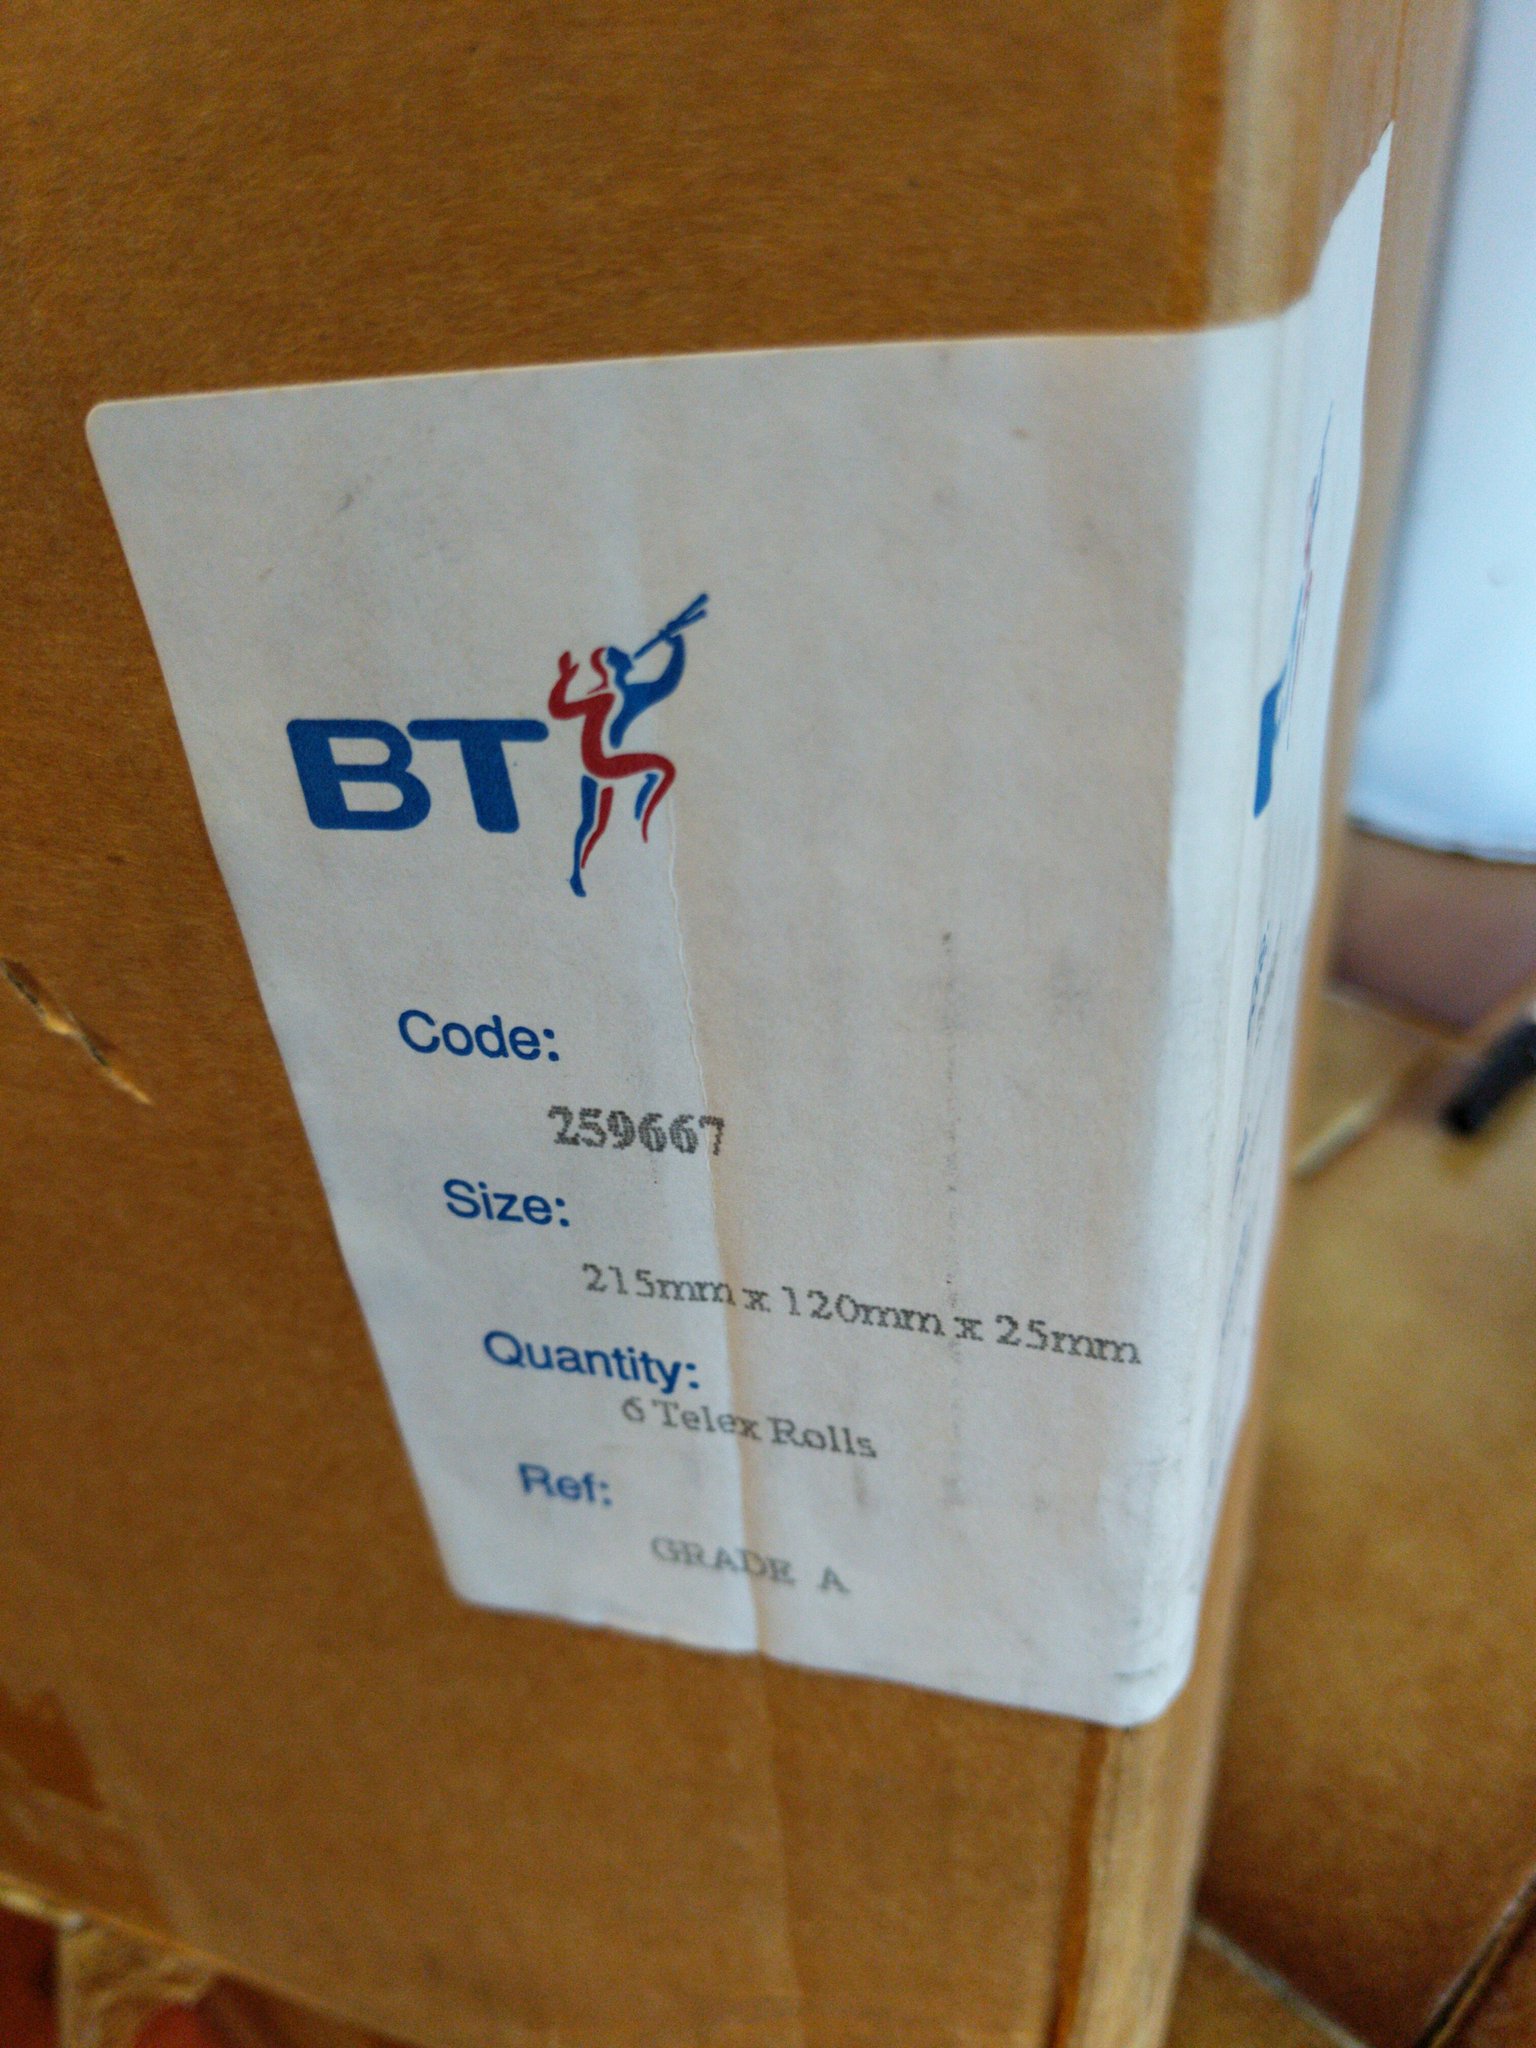 BT
Code:
259667
Size:
215mm x 120mm x 25mm
Quantity:
6 Telex Rolls
Ref:
GRADE A